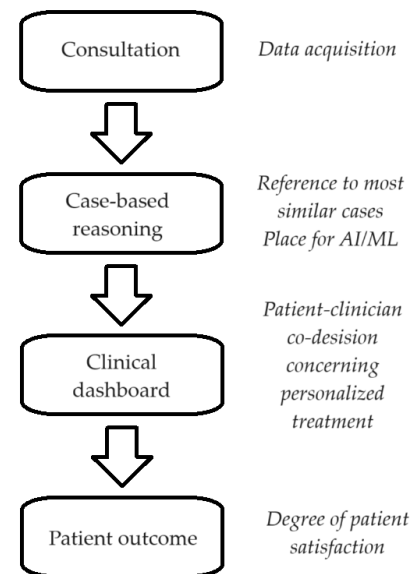 Consultation
Data acquisition
Case-based
reasoning
Reference to most
similar cases
Place for AI/ML
Clinical
dashboard
Patient-clinician
co-desision
concerning
personalized
treatment
Patient outcome
Degree of patient
satisfaction